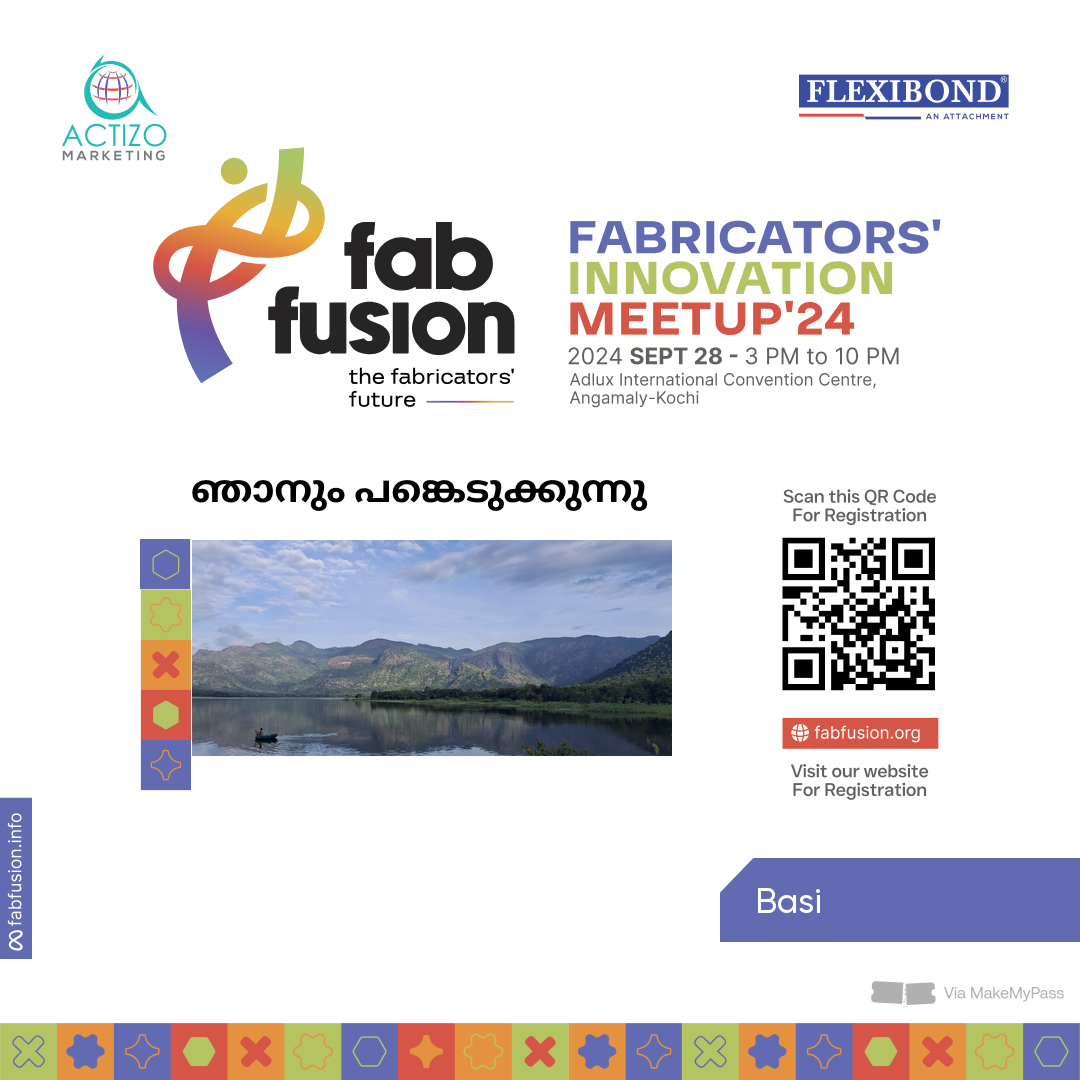 ACTIZO
MARKETING
FLEXIBOND®
AN ATTACHMENT
fab
fusion
the fabricators'
future
FABRICATORS'
INNOVATION
MEETUP'24
2024 SEPT 28 - 3 PM to 10 PM
Adlux International Convention Centre,
Angamaly-Kochi
ഞാനും പങ്കെടുക്കുന്നു
Scan this QR Code
For Registration
fabfusion.org
Visit our website
For Registration
fabfusion.info
Basi
Via MakeMyPass